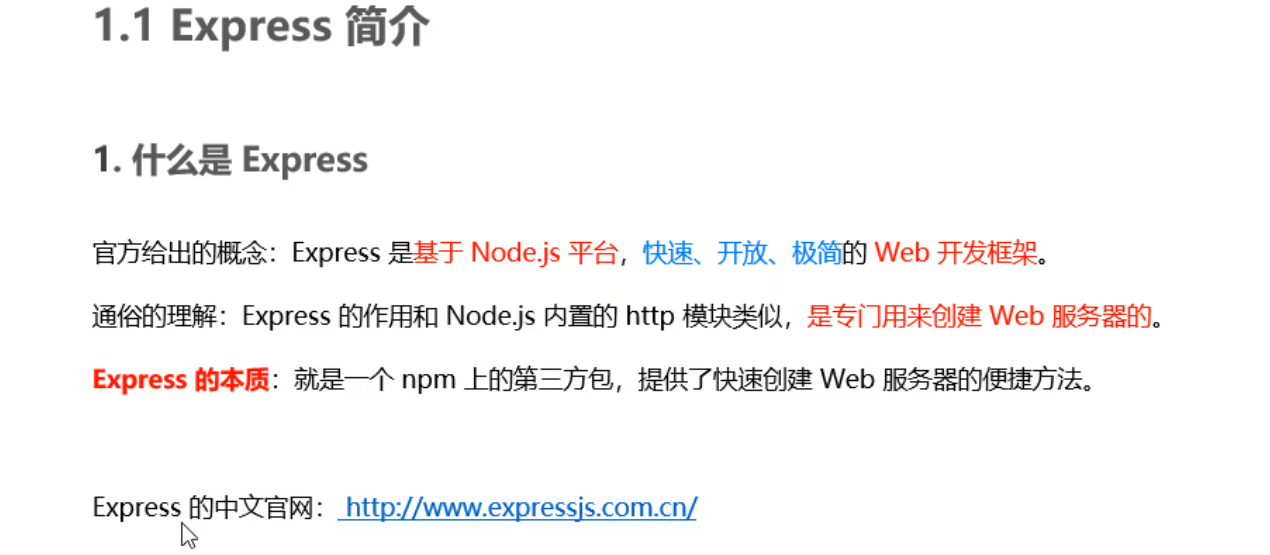 1.1 Express 简介
1. 什么是 Express
官方给出的概念：Express 是基于 Node.js 平台，快速、开放、极简的 Web 开发框架。
通俗的理解：Express 的作用和 Node.js 内置的 http 模块类似，是专门用来创建 Web 服务器的。
Express 的本质：就是一个 npm 上的第三方包，提供了快速创建 Web 服务器的便捷方法。
Express 的中文官网： http://www.expressjs.com.cn/